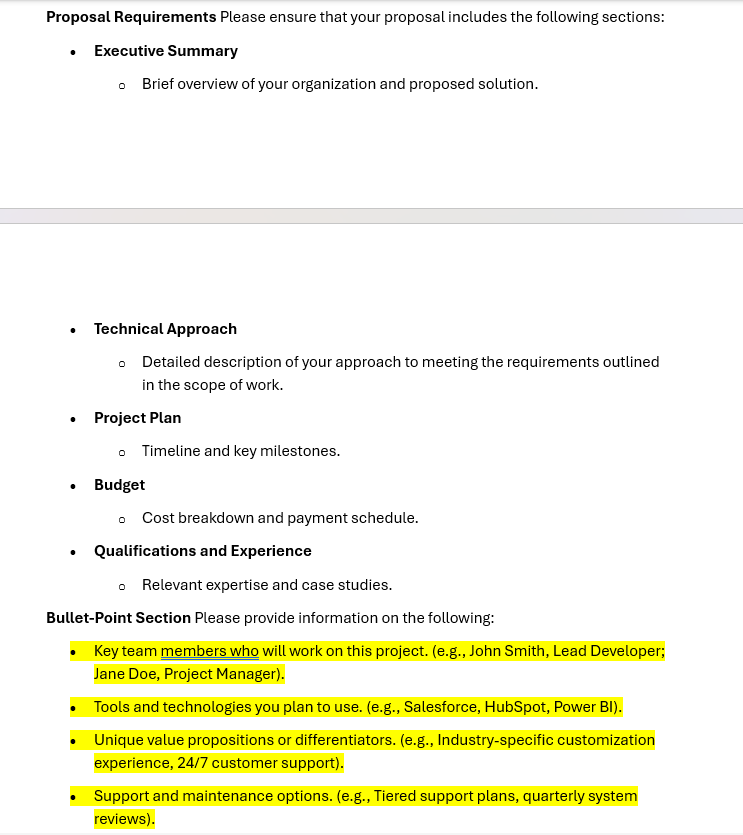 Proposal Requirements Please ensure that your proposal includes the following sections:
• Executive Summary
o Brief overview of your organization and proposed solution.
• Technical Approach
o Detailed description of your approach to meeting the requirements outlined
in the scope of work.
• Project Plan
o Timeline and key milestones.
• Budget
o Cost breakdown and payment schedule.
• Qualifications and Experience
o Relevant expertise and case studies.
Bullet-Point Section Please provide information on the following:
• Key team members who will work on this project. (e.g., John Smith, Lead Developer;
Jane Doe, Project Manager).
• Tools and technologies you plan to use. (e.g., Salesforce, HubSpot, Power BI).
• Unique value propositions or differentiators. (e.g., Industry-specific customization
experience, 24/7 customer support).
• Support and maintenance options. (e.g., Tiered support plans, quarterly system
reviews).